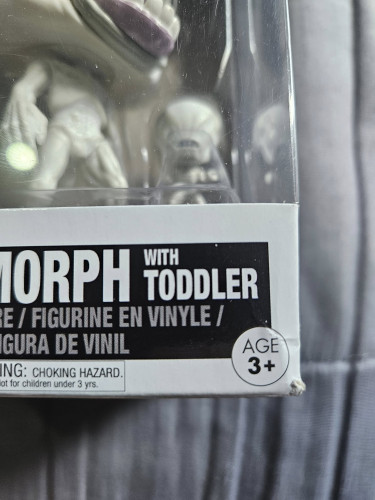 MORPH WITH TODDLER
RE / FIGURINE EN VINYLE /
IGURA DE VINIL
AGE
3+
NING: CHOKING HAZARD.
Not for children under 3 yrs.